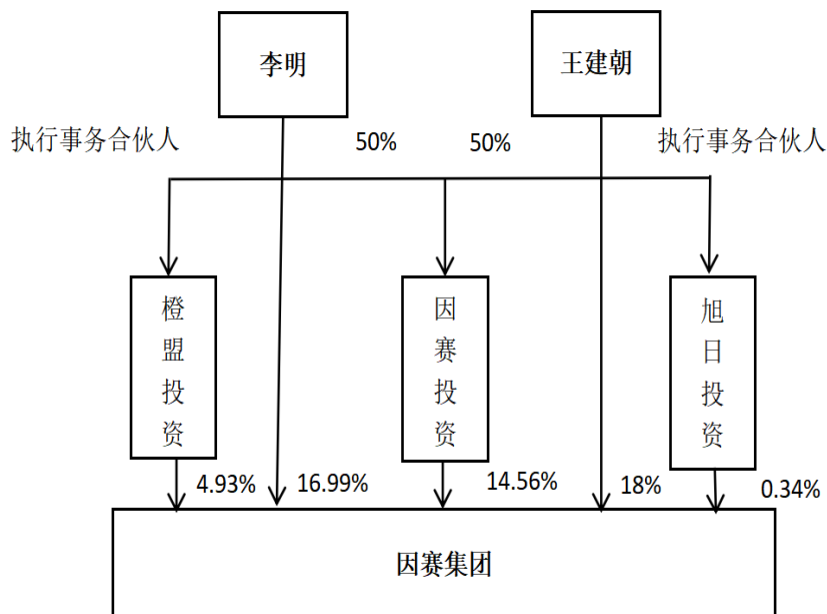 李明
王建朝
执行事务合伙人
50%
50%
执行事务合伙人
橙盟投资
因赛投资
旭日投资
4.93%
16.99%
14.56%
18%
0.34%
因赛集团